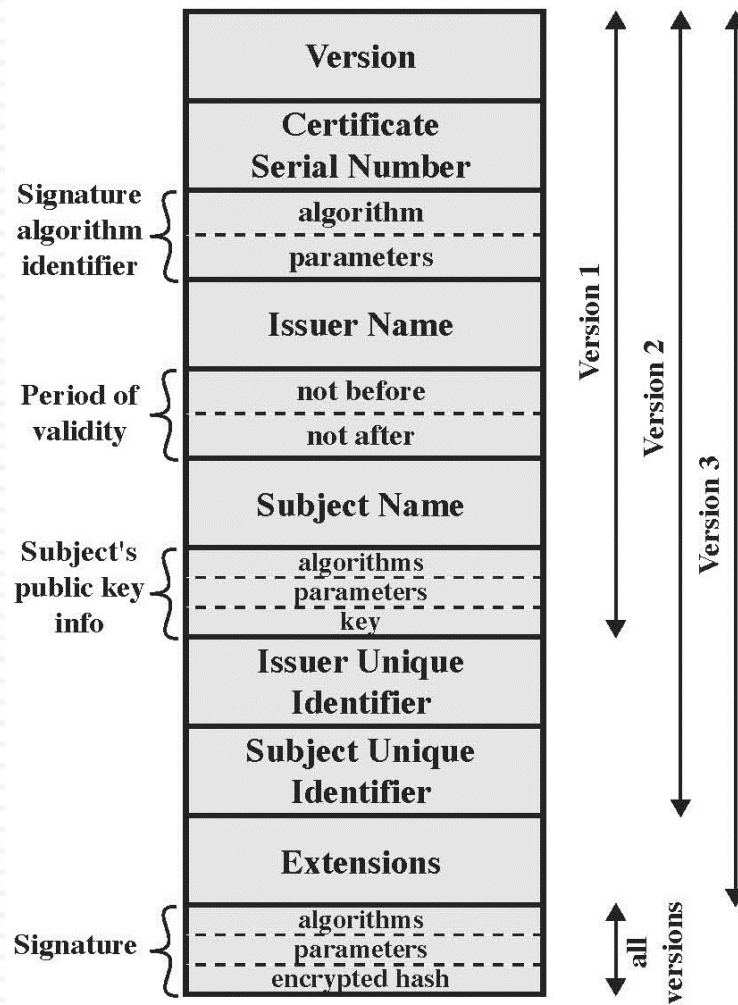 Version
Certificate
Serial Number
Signature
algorithm
identifier
algorithm
parameters
Issuer Name
Period of
validity
not before
not after
Subject Name
Subject's
public key
info
algorithms
parameters
key
Issuer Unique
Identifier
Subject Unique
Identifier
Extensions
Signature
algorithms
parameters
encrypted hash
Version 1
Version 2
Version 3
all
versions